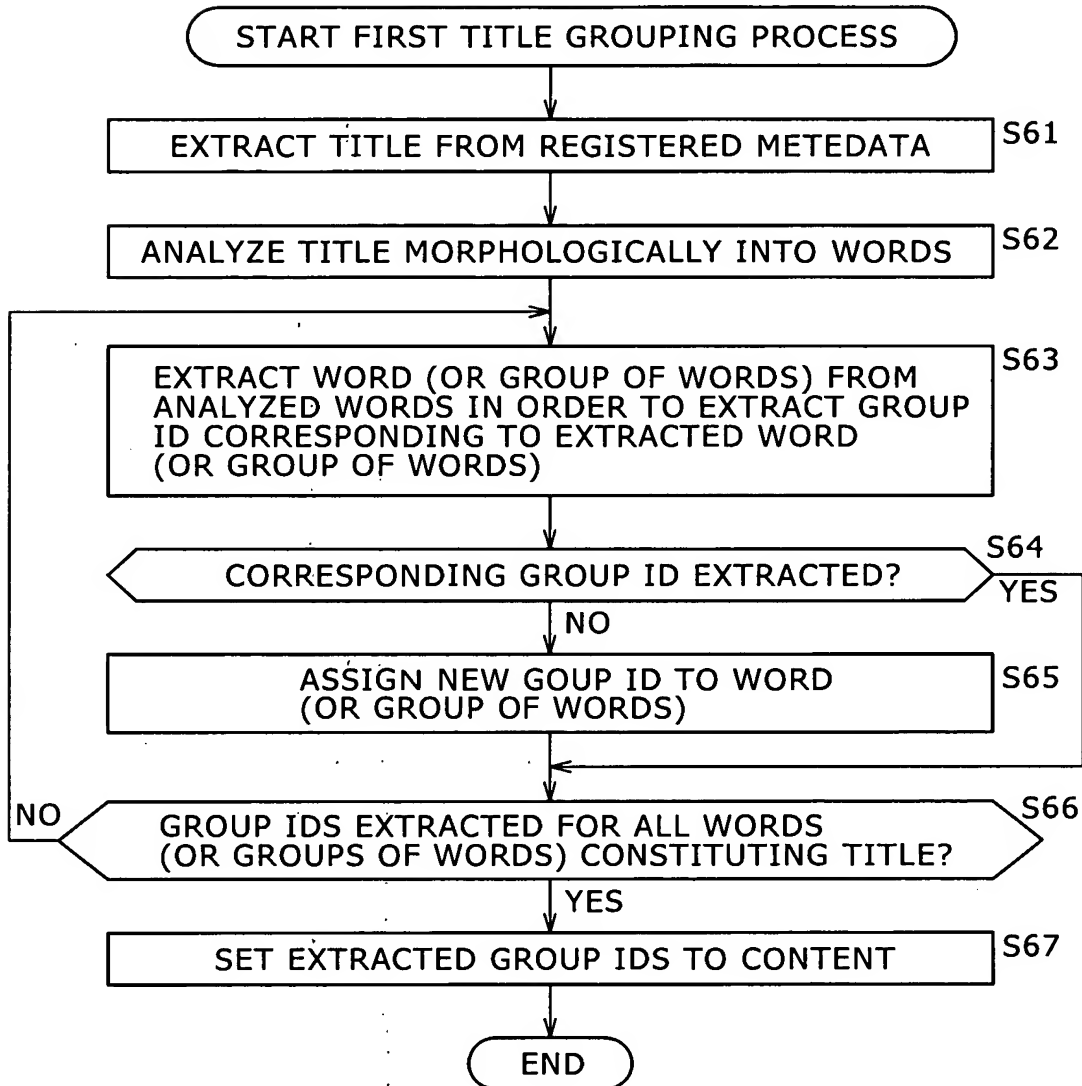 START FIRST TITLE GROUPING PROCESS
EXTRACT TITLE FROM REGISTERED METEDATA
S61
ANALYZE TITLE MORPHOLOGICALLY INTO WORDS
S62
EXTRACT WORD (OR GROUP OF WORDS) FROM
ANALYZED WORDS IN ORDER TO EXTRACT GROUP
ID CORRESPONDING TO EXTRACTED WORD
(OR GROUP OF WORDS)
S63
CORRESPONDING GROUP ID EXTRACTED?
S64
YES
NO
ASSIGN NEW GOUP ID TO WORD
(OR GROUP OF WORDS)
S65
NO
GROUP IDS EXTRACTED FOR ALL WORDS
(OR GROUPS OF WORDS) CONSTITUTING TITLE?
S66
YES
SET EXTRACTED GROUP IDS TO CONTENT
S67
END